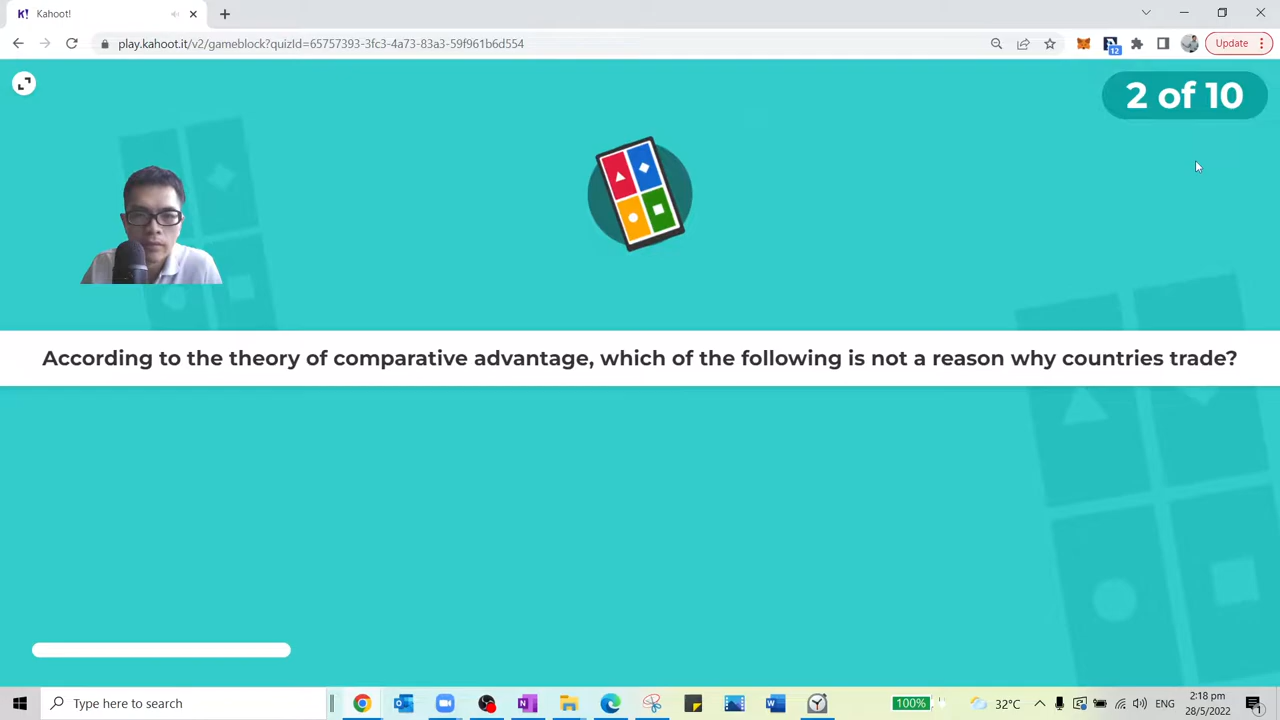 K! Kahoot!
play.kahoot.it/v2/gameblock?quizId=65757393-3fc3-4a73-83a3-59f961b6d554
12
Update
2 of 10
According to the theory of comparative advantage, which of the following is not a reason why countries trade?
Type here to search
100%
32°C
ENG
2:18 pm
28/5/2022
1